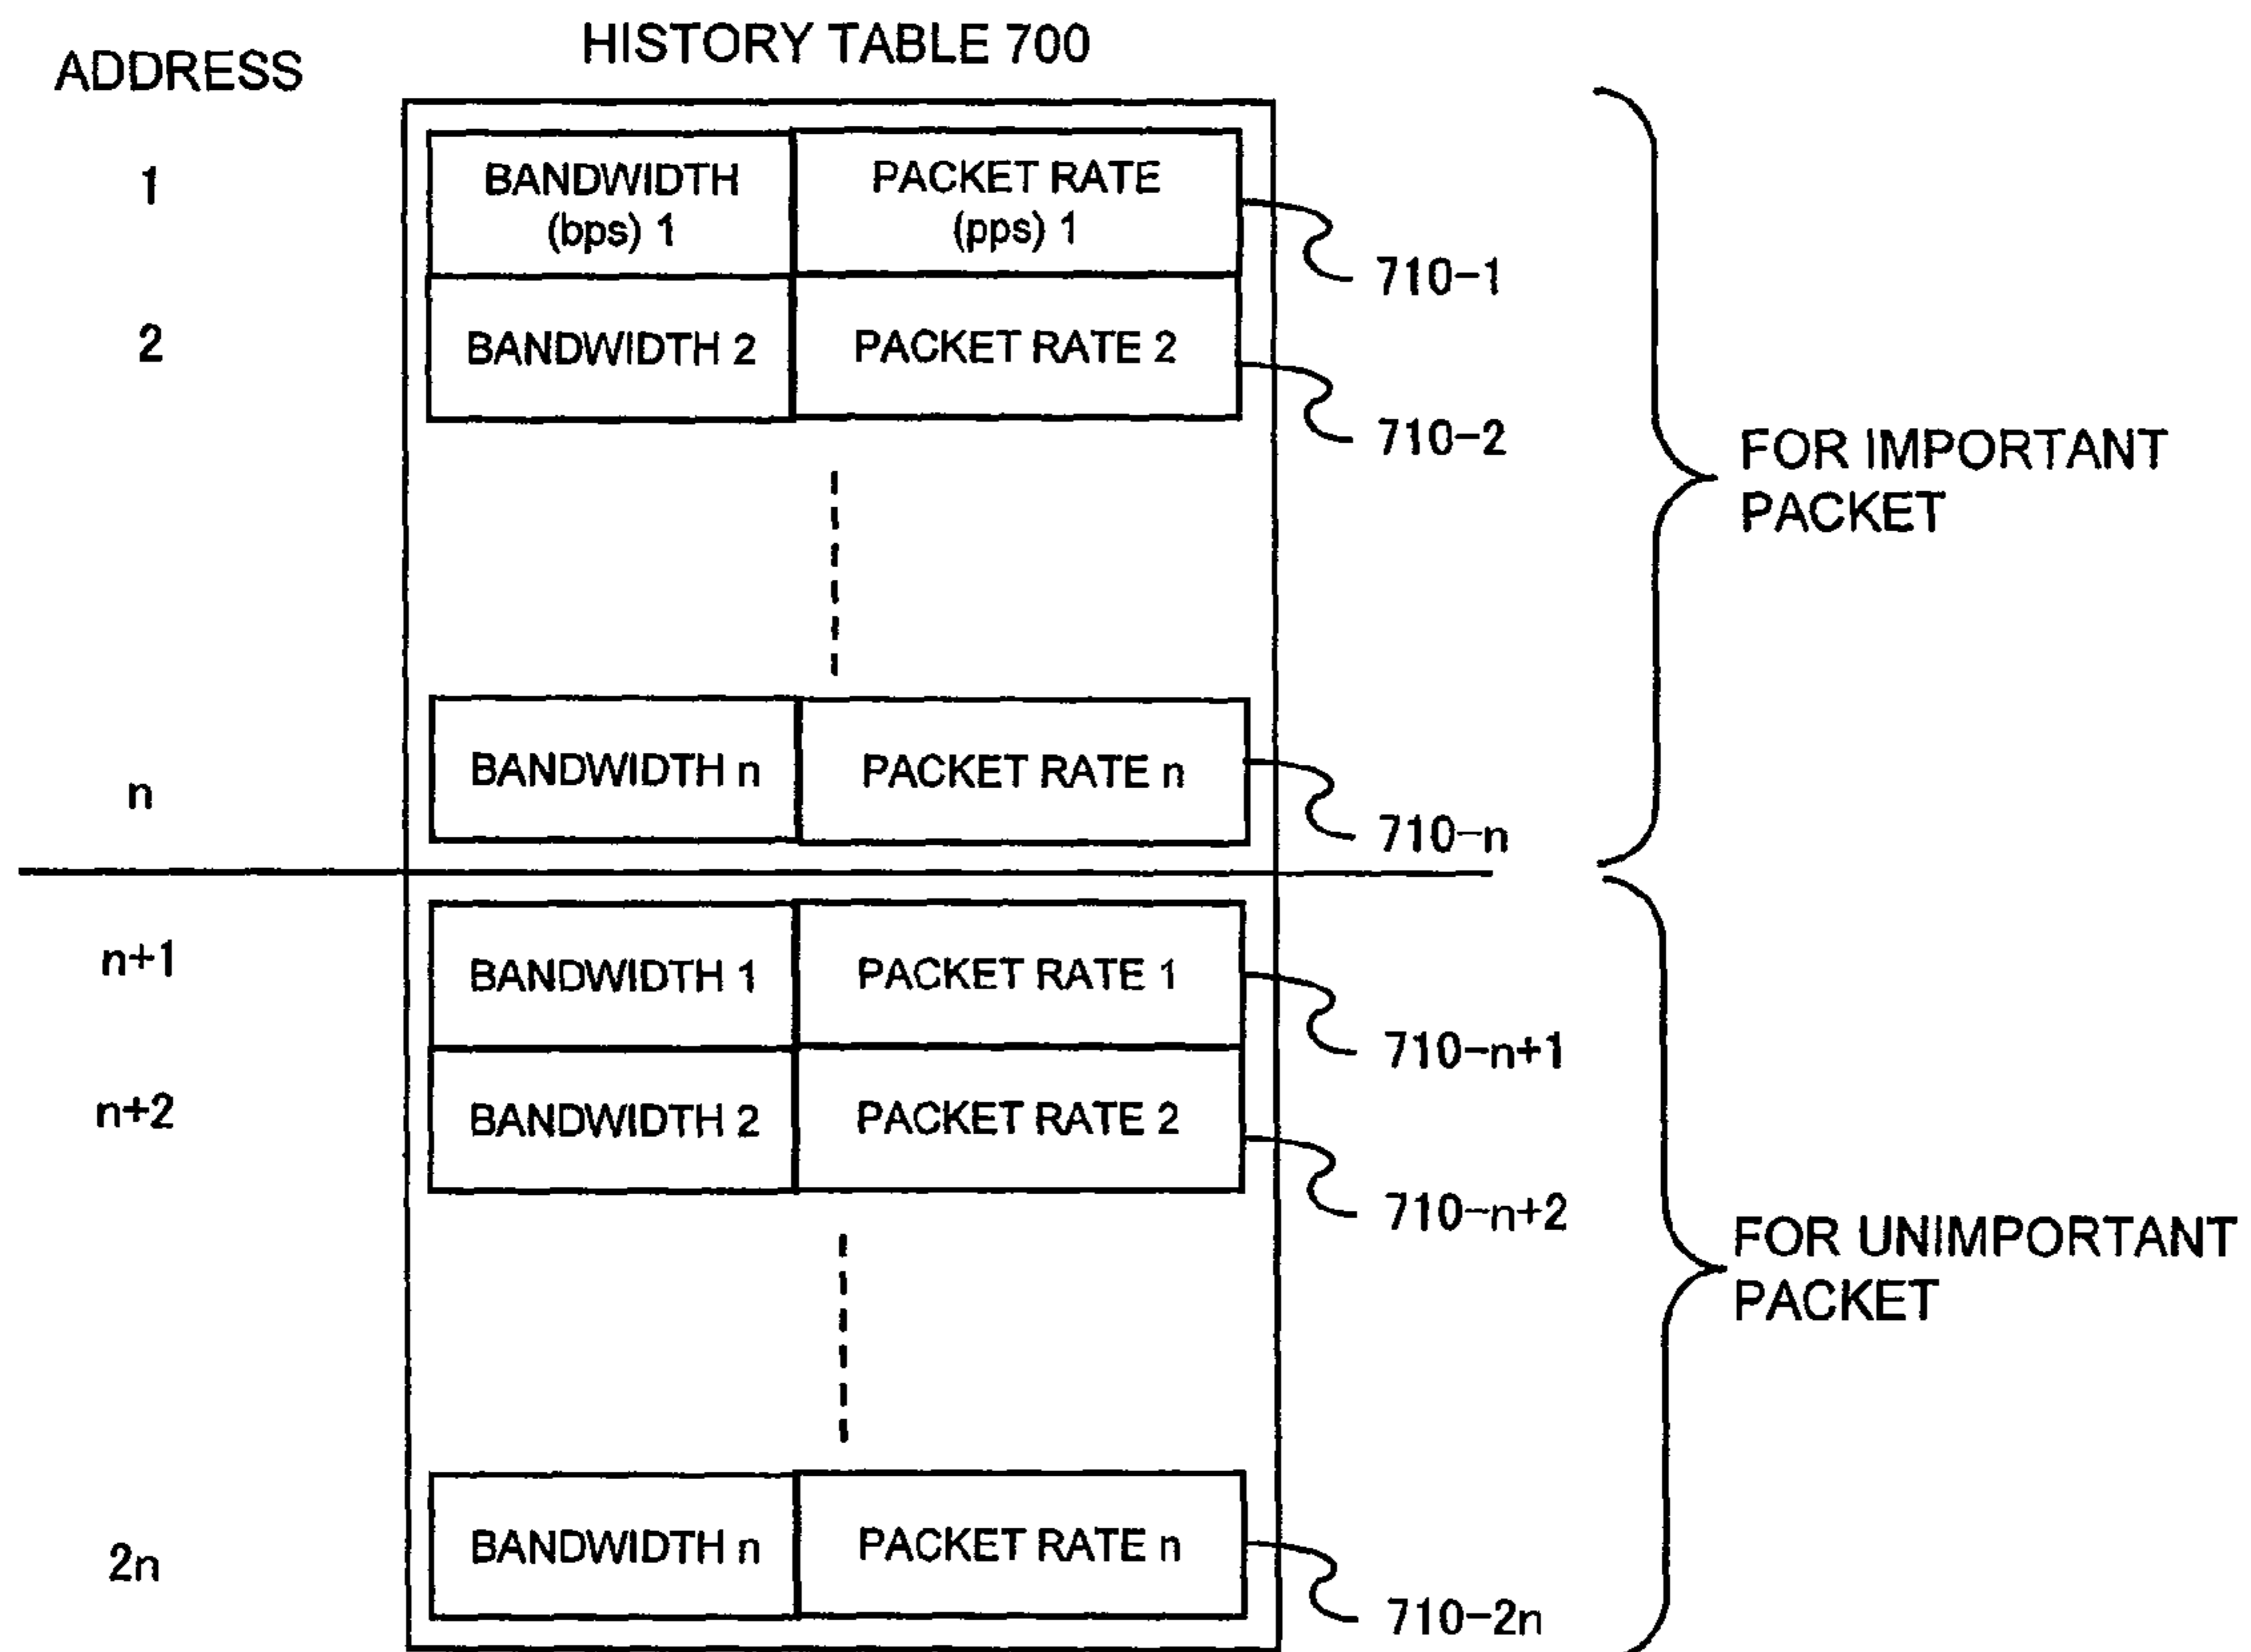 HISTORY TABLE 700
ADDRESS
1
BANDWIDTH
(bps) 1
PACKET RATE
(pps) 1
710-1
2
BANDWIDTH 2
PACKET RATE 2
710-2
FOR IMPORTANT
PACKET
n
BANDWIDTH n
PACKET RATE n
710-n
n+1
BANDWIDTH 1
PACKET RATE 1
710-n+1
n+2
BANDWIDTH 2
PACKET RATE 2
710-n+2
FOR UNIMPORTANT
PACKET
2n
BANDWIDTH n
PACKET RATE n
710-2n